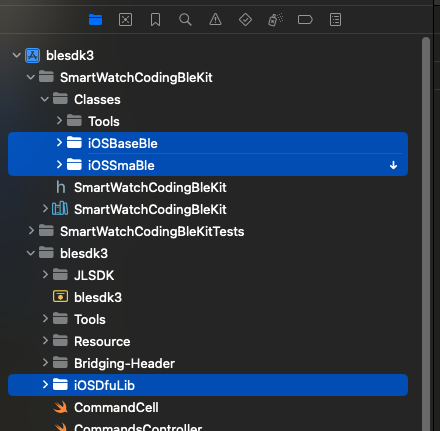 blesdk3
SmartWatchCodingBleKit
Classes
Tools
iOSBaseBle
iOSSmaBle
SmartWatchCodingBleKit
SmartWatchCodingBleKit
SmartWatchCodingBleKitTests
blesdk3
JLSDK
blesdk3
Tools
Resource
Bridging-Header
iOSDfuLib
CommandCell
CommandsController